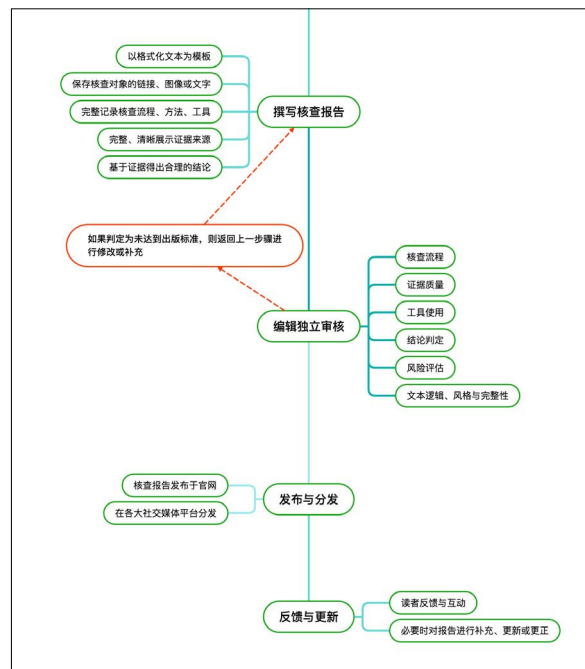 以格式化文本为模板
保存核查对象的链接、图像或文字
完整记录核查流程、方法、工具
完整、清晰展示证据来源
基于证据得出合理的结论
撰写核查报告
如果判定为未达到出版标准，则返回上一步骤进
行修改或补充
编辑独立审核
核查流程
证据质量
工具使用
结论判定
风险评估
文本逻辑、风格与完整性
核查报告发布于官网
在各大社交媒体平台分发
发布与分发
反馈与更新
读者反馈与互动
必要时对报告进行补充、更新或更正